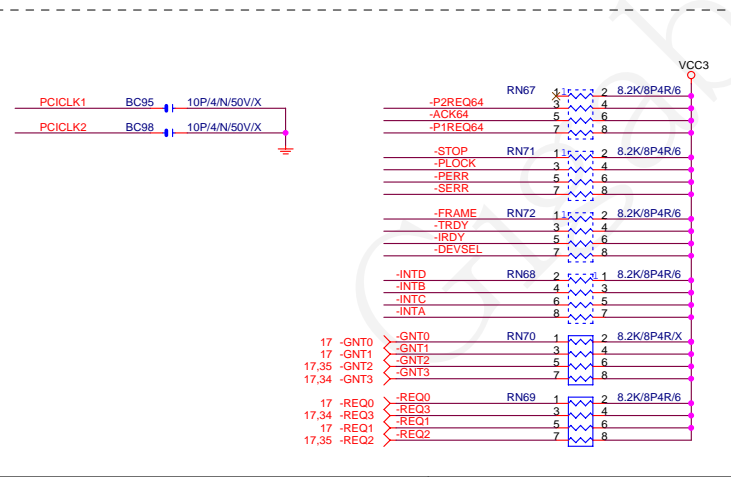 VCC3
RN67 1 1 2 8.2K/8P4R/6
PCICLK1 BC95 10P/4/N/50V/X
-P2REQ64 3 4
-ACK64 5 6
PCICLK2 BC98 10P/4/N/50V/X
-P1REQ64 7 8
-STOP RN71 1 1 2 8.2K/8P4R/6
-PLOCK 3 4
-PERR 5 6
-SERR 7 8
-FRAME RN72 1 1 2 8.2K/8P4R/6
-TRDY 3 4
-IRDY 5 6
-DEVSEL 7 8
-INTD RN68 2 1 1 8.2K/8P4R/6
-INTB 4 3
-INTC 6 5
-INTA 8 7
17 -GNT0 -GNT0 RN70 1 2 8.2K/8P4R/X
17 -GNT1 -GNT1 3 4
17,35 -GNT2 -GNT2 5 6
17,34 -GNT3 -GNT3 7 8
17 -REQ0 -REQ0 RN69 1 2 8.2K/8P4R/6
17,34 -REQ3 -REQ3 3 4
17 -REQ1 -REQ1 5 6
17,35 -REQ2 -REQ2 7 8